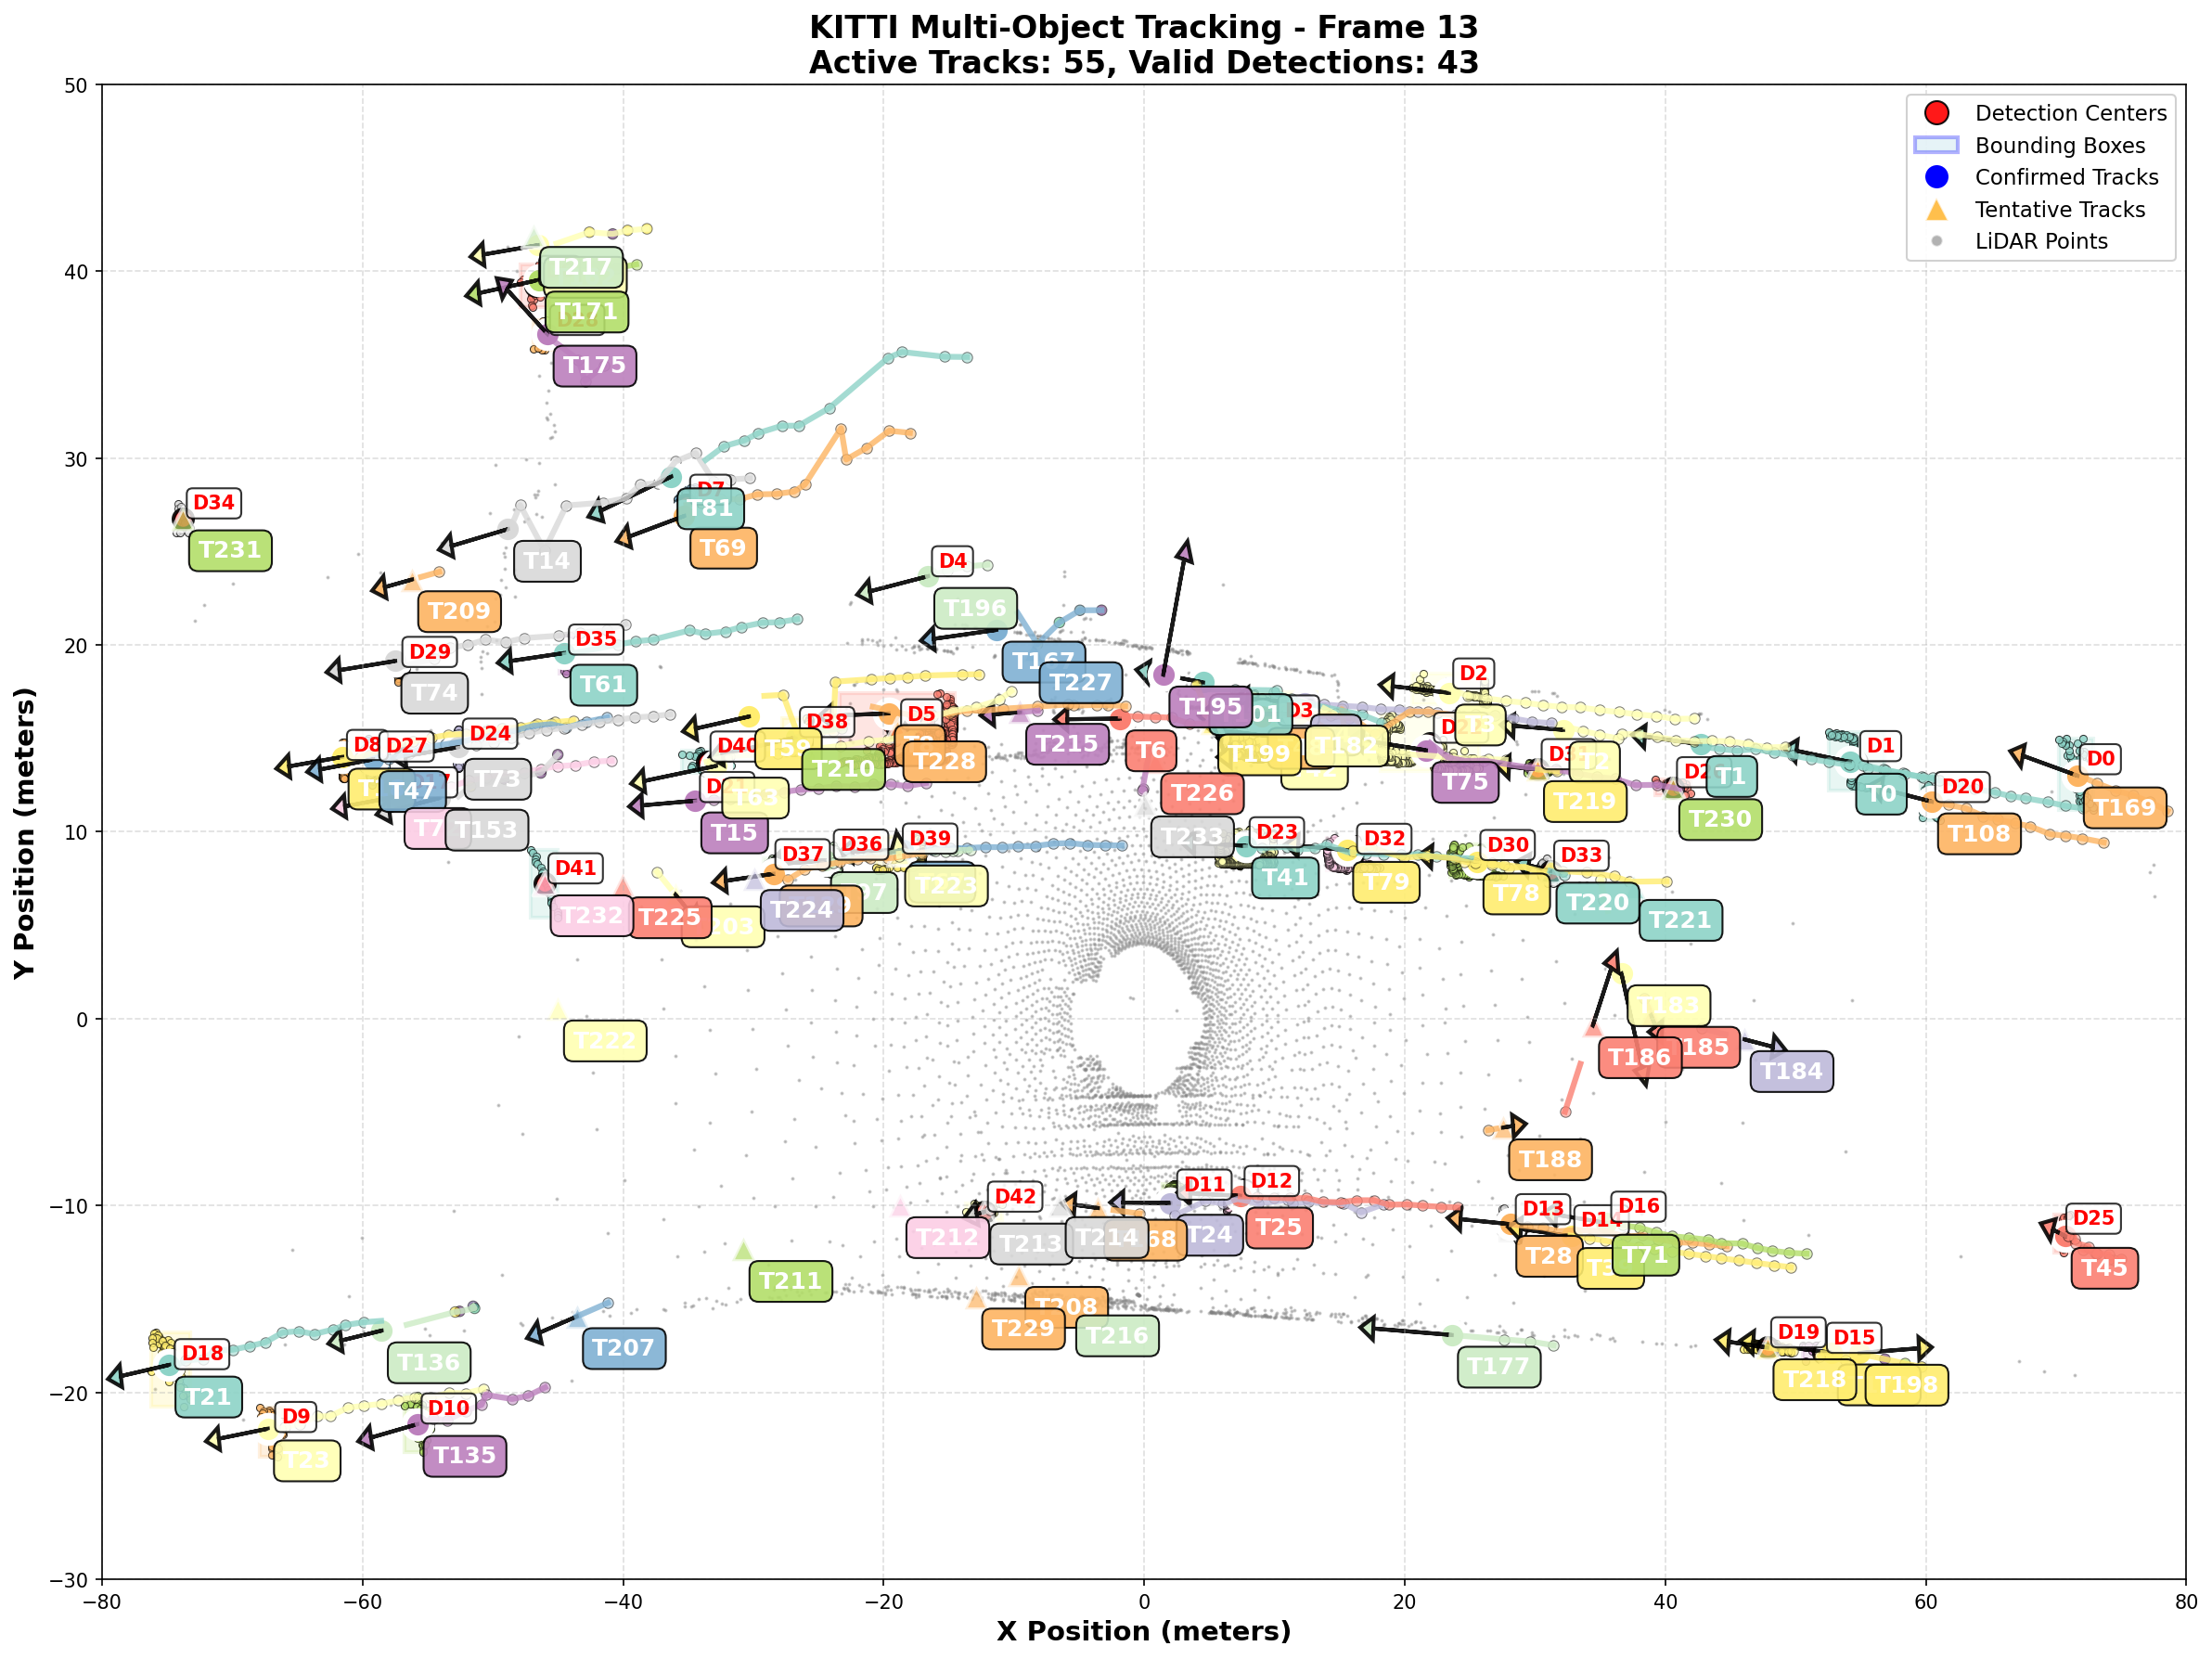 KITTI Multi-Object Tracking - Frame 13
Active Tracks: 55, Valid Detections: 43
Detection Centers
Bounding Boxes
Confirmed Tracks
Tentative Tracks
LiDAR Points
50
40
30
20
10
0
−10
−20
−30
−80
−60
−40
−20
0
20
40
60
80
Y Position (meters)
X Position (meters)
T217
T171
T175
D34
T231
D7
T81
T69
T14
T209
D4
T196
T167
T227
D29
T74
D35
T61
D24
D8
D27
T47
T73
T153
D38
D5
D40
T59
T210
T228
T63
T15
T215
T6
T195
D3
T199
T182
T226
T233
D2
T75
T219
T230
T1
D1
T0
D20
T108
D0
T169
D41
T232
T225
D37
D36
D39
T224
T223
D23
T41
D32
T79
D30
T78
D33
T220
T221
T222
T183
T186
T184
T188
D42
T212
T213
T214
D11
D12
T24
T25
D13
D16
T28
T71
D25
T45
T211
T208
T229
T216
T177
D19
D15
T218
T198
T207
T136
D18
T21
D9
T23
D10
T135